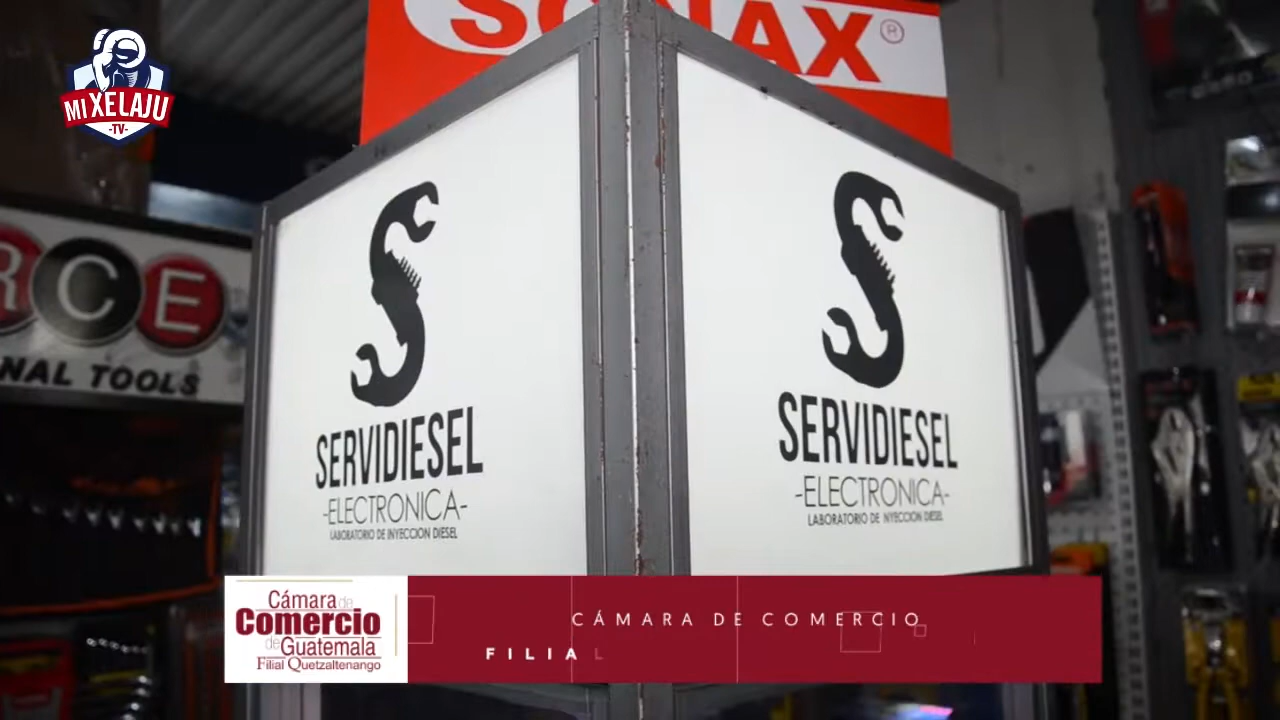 SONAX®
MI XELAJU
-TV-
RCE
NAL TOOLS
SERVIDIESEL
-ELECTRONICA-
LABORATORIO DE INYECCION DIESEL
SERVIDIESEL
-ELECTRONICA-
LABORATORIO DE INYECCION DIESEL
Cámara de
Comercio
de Guatemala
Filial Quetzaltenango
CÁMARA DE COMERCIO
FILIAL